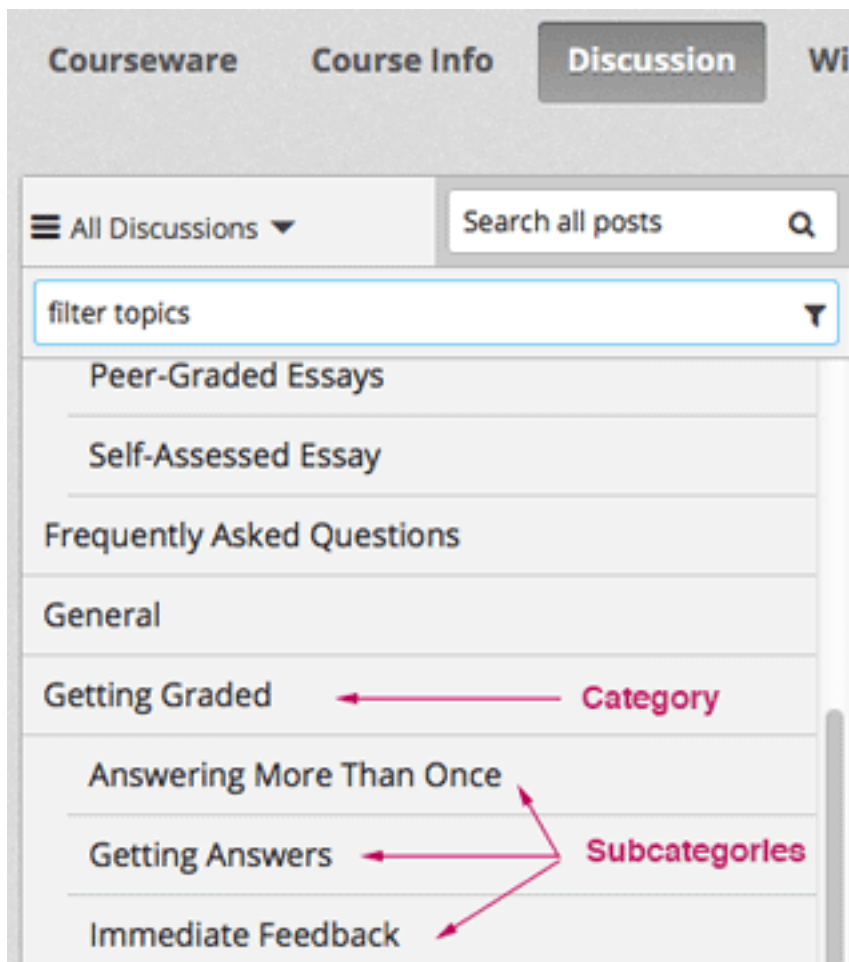 Courseware Course Info Discussion Wi
All Discussions
Search all posts
filter topics
Peer-Graded Essays
Self-Assessed Essay
Frequently Asked Questions
General
Getting Graded
Category
Answering More Than Once
Getting Answers
Subcategories
Immediate Feedback